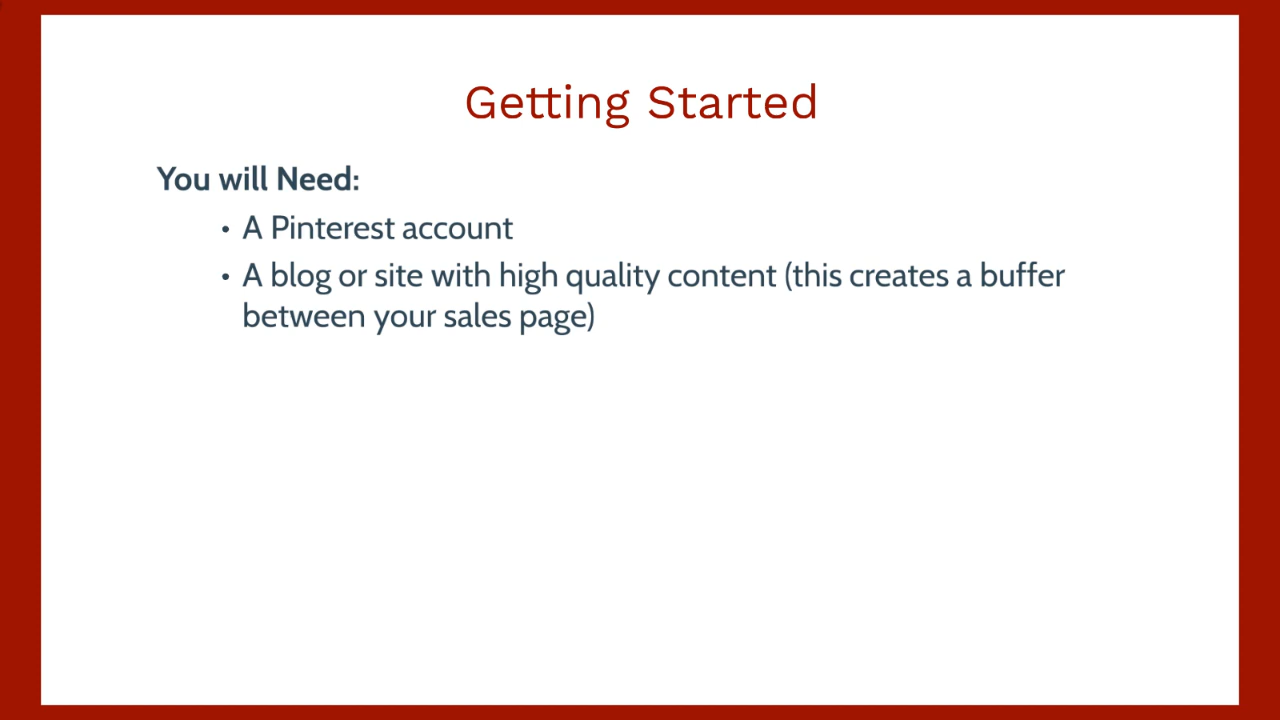 Getting Started
You will Need:
• A Pinterest account
• A blog or site with high quality content (this creates a buffer
between your sales page)